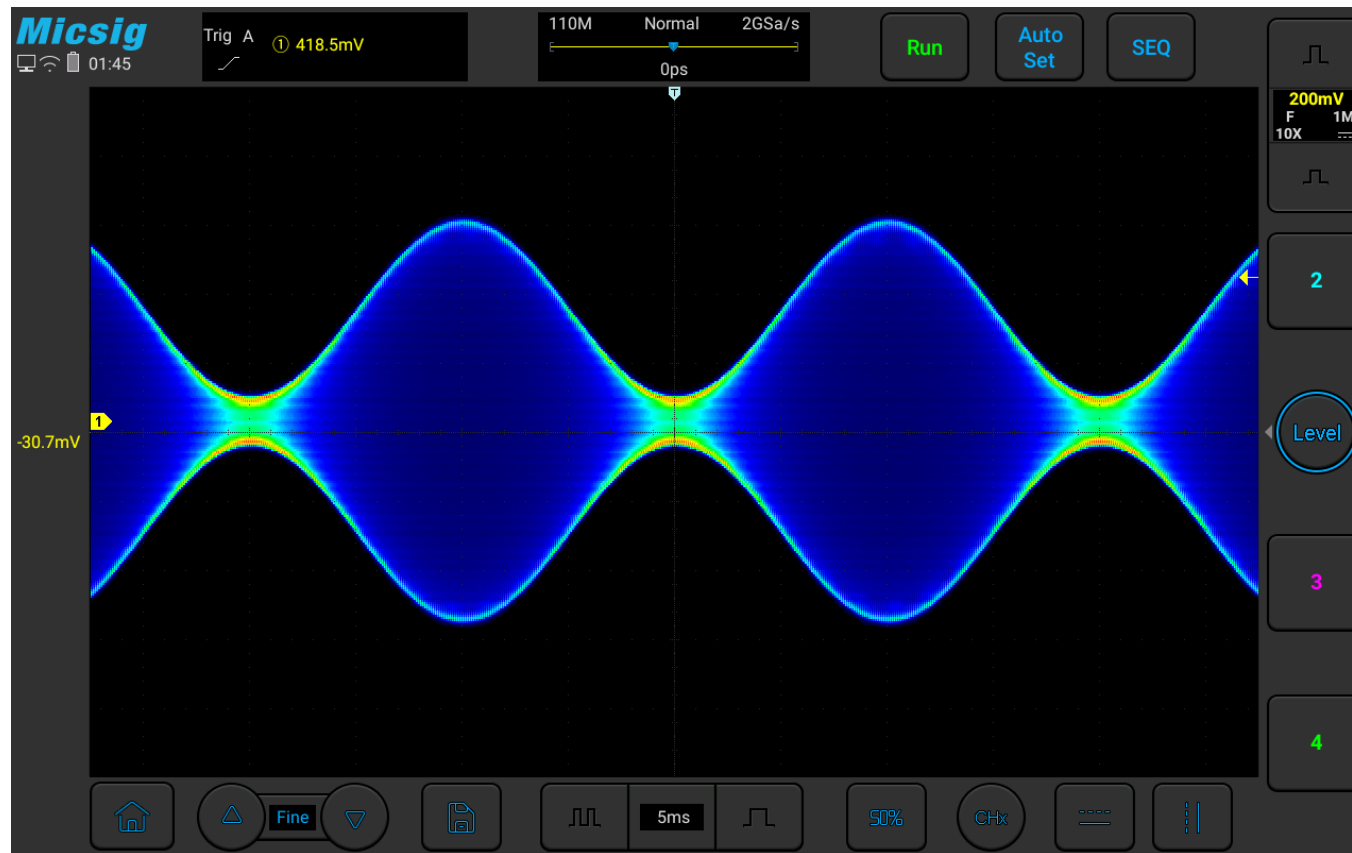 Micsig
01:45
Trig A
① 418.5mV
110M Normal 2GSa/s
T
0ps
Run
Auto
Set
SEQ
T
200mV
F 1M
10X
2
1
-30.7mV
Level
3
4
Fine
5ms
50%
CHx